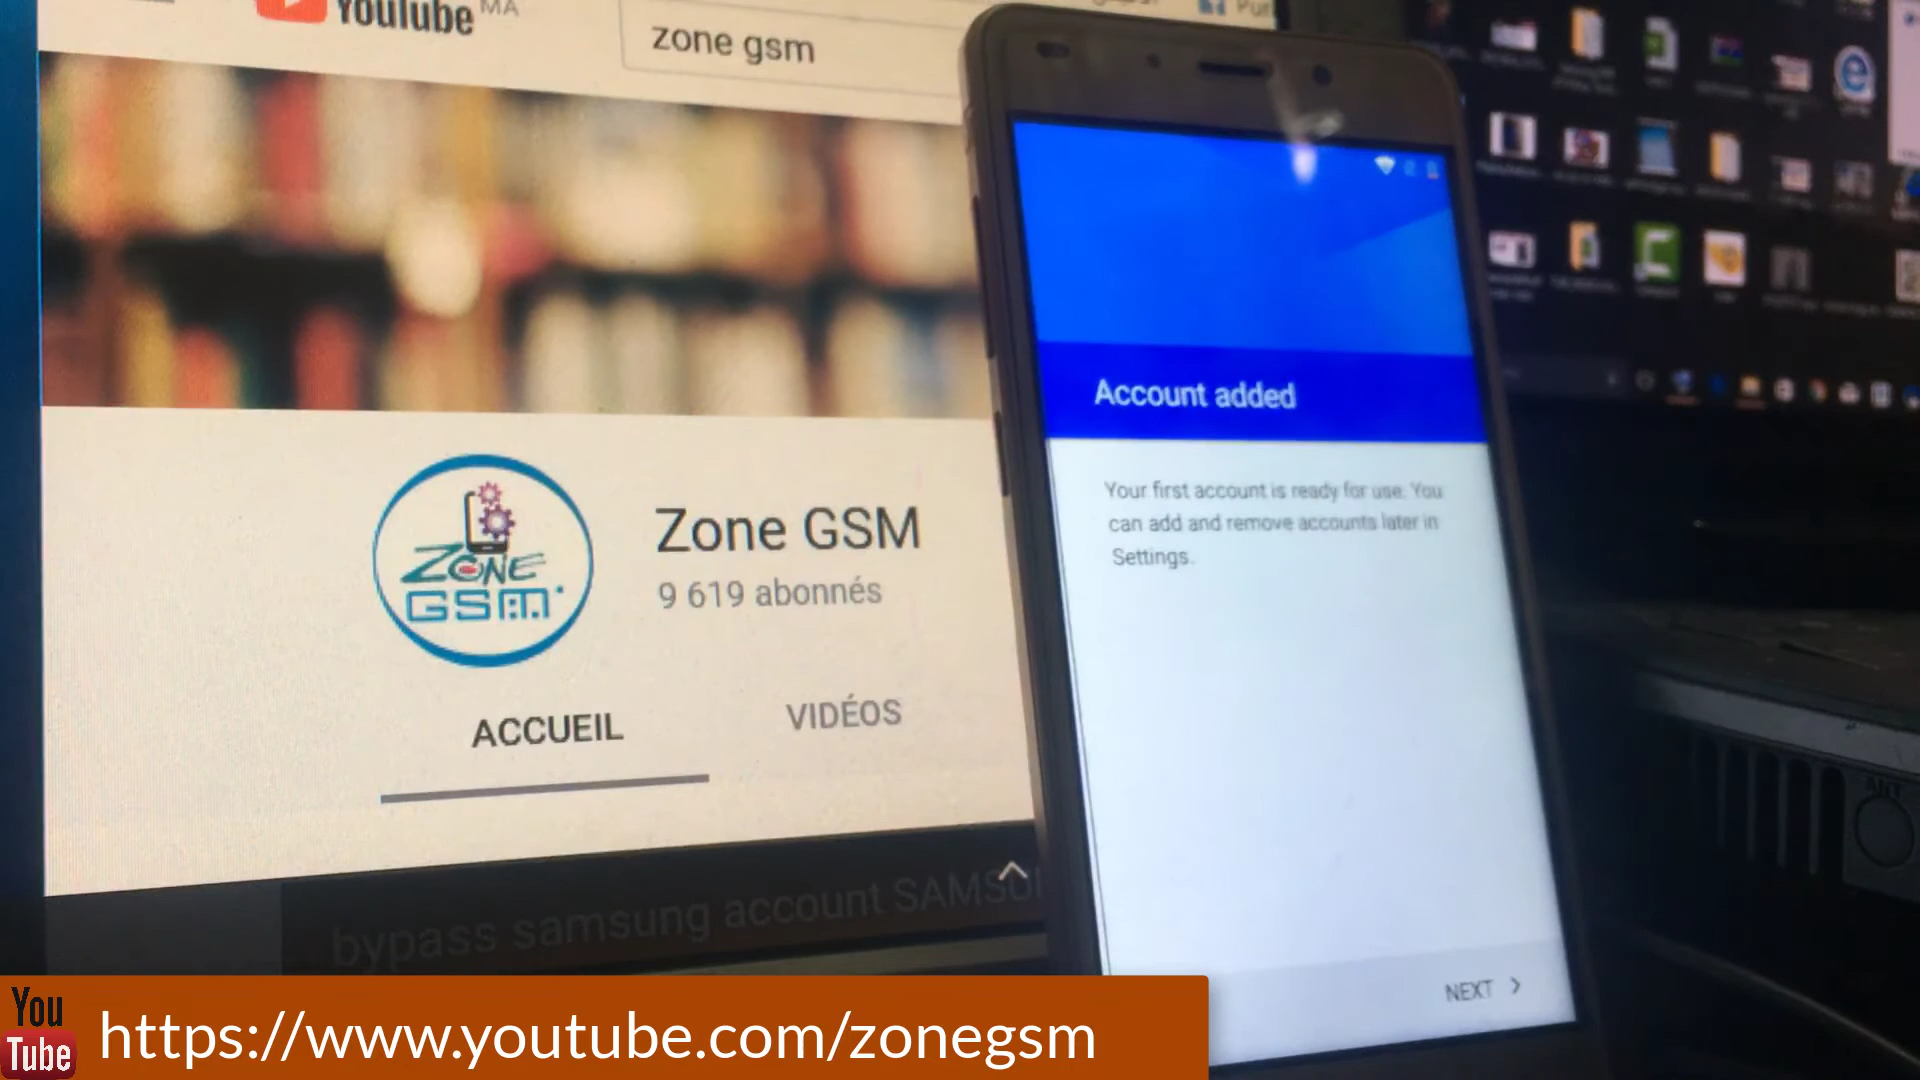 YouTube MA
zone gsm
Zone GSM
9 619 abonnés
ZONE
GSM
ACCUEIL
VIDÉOS
bypass samsung account
Account added
Your first account is ready for use. You
can add and remove accounts later in
Settings.
NEXT
ANT
You
Tube
https://www.youtube.com/zonegsm